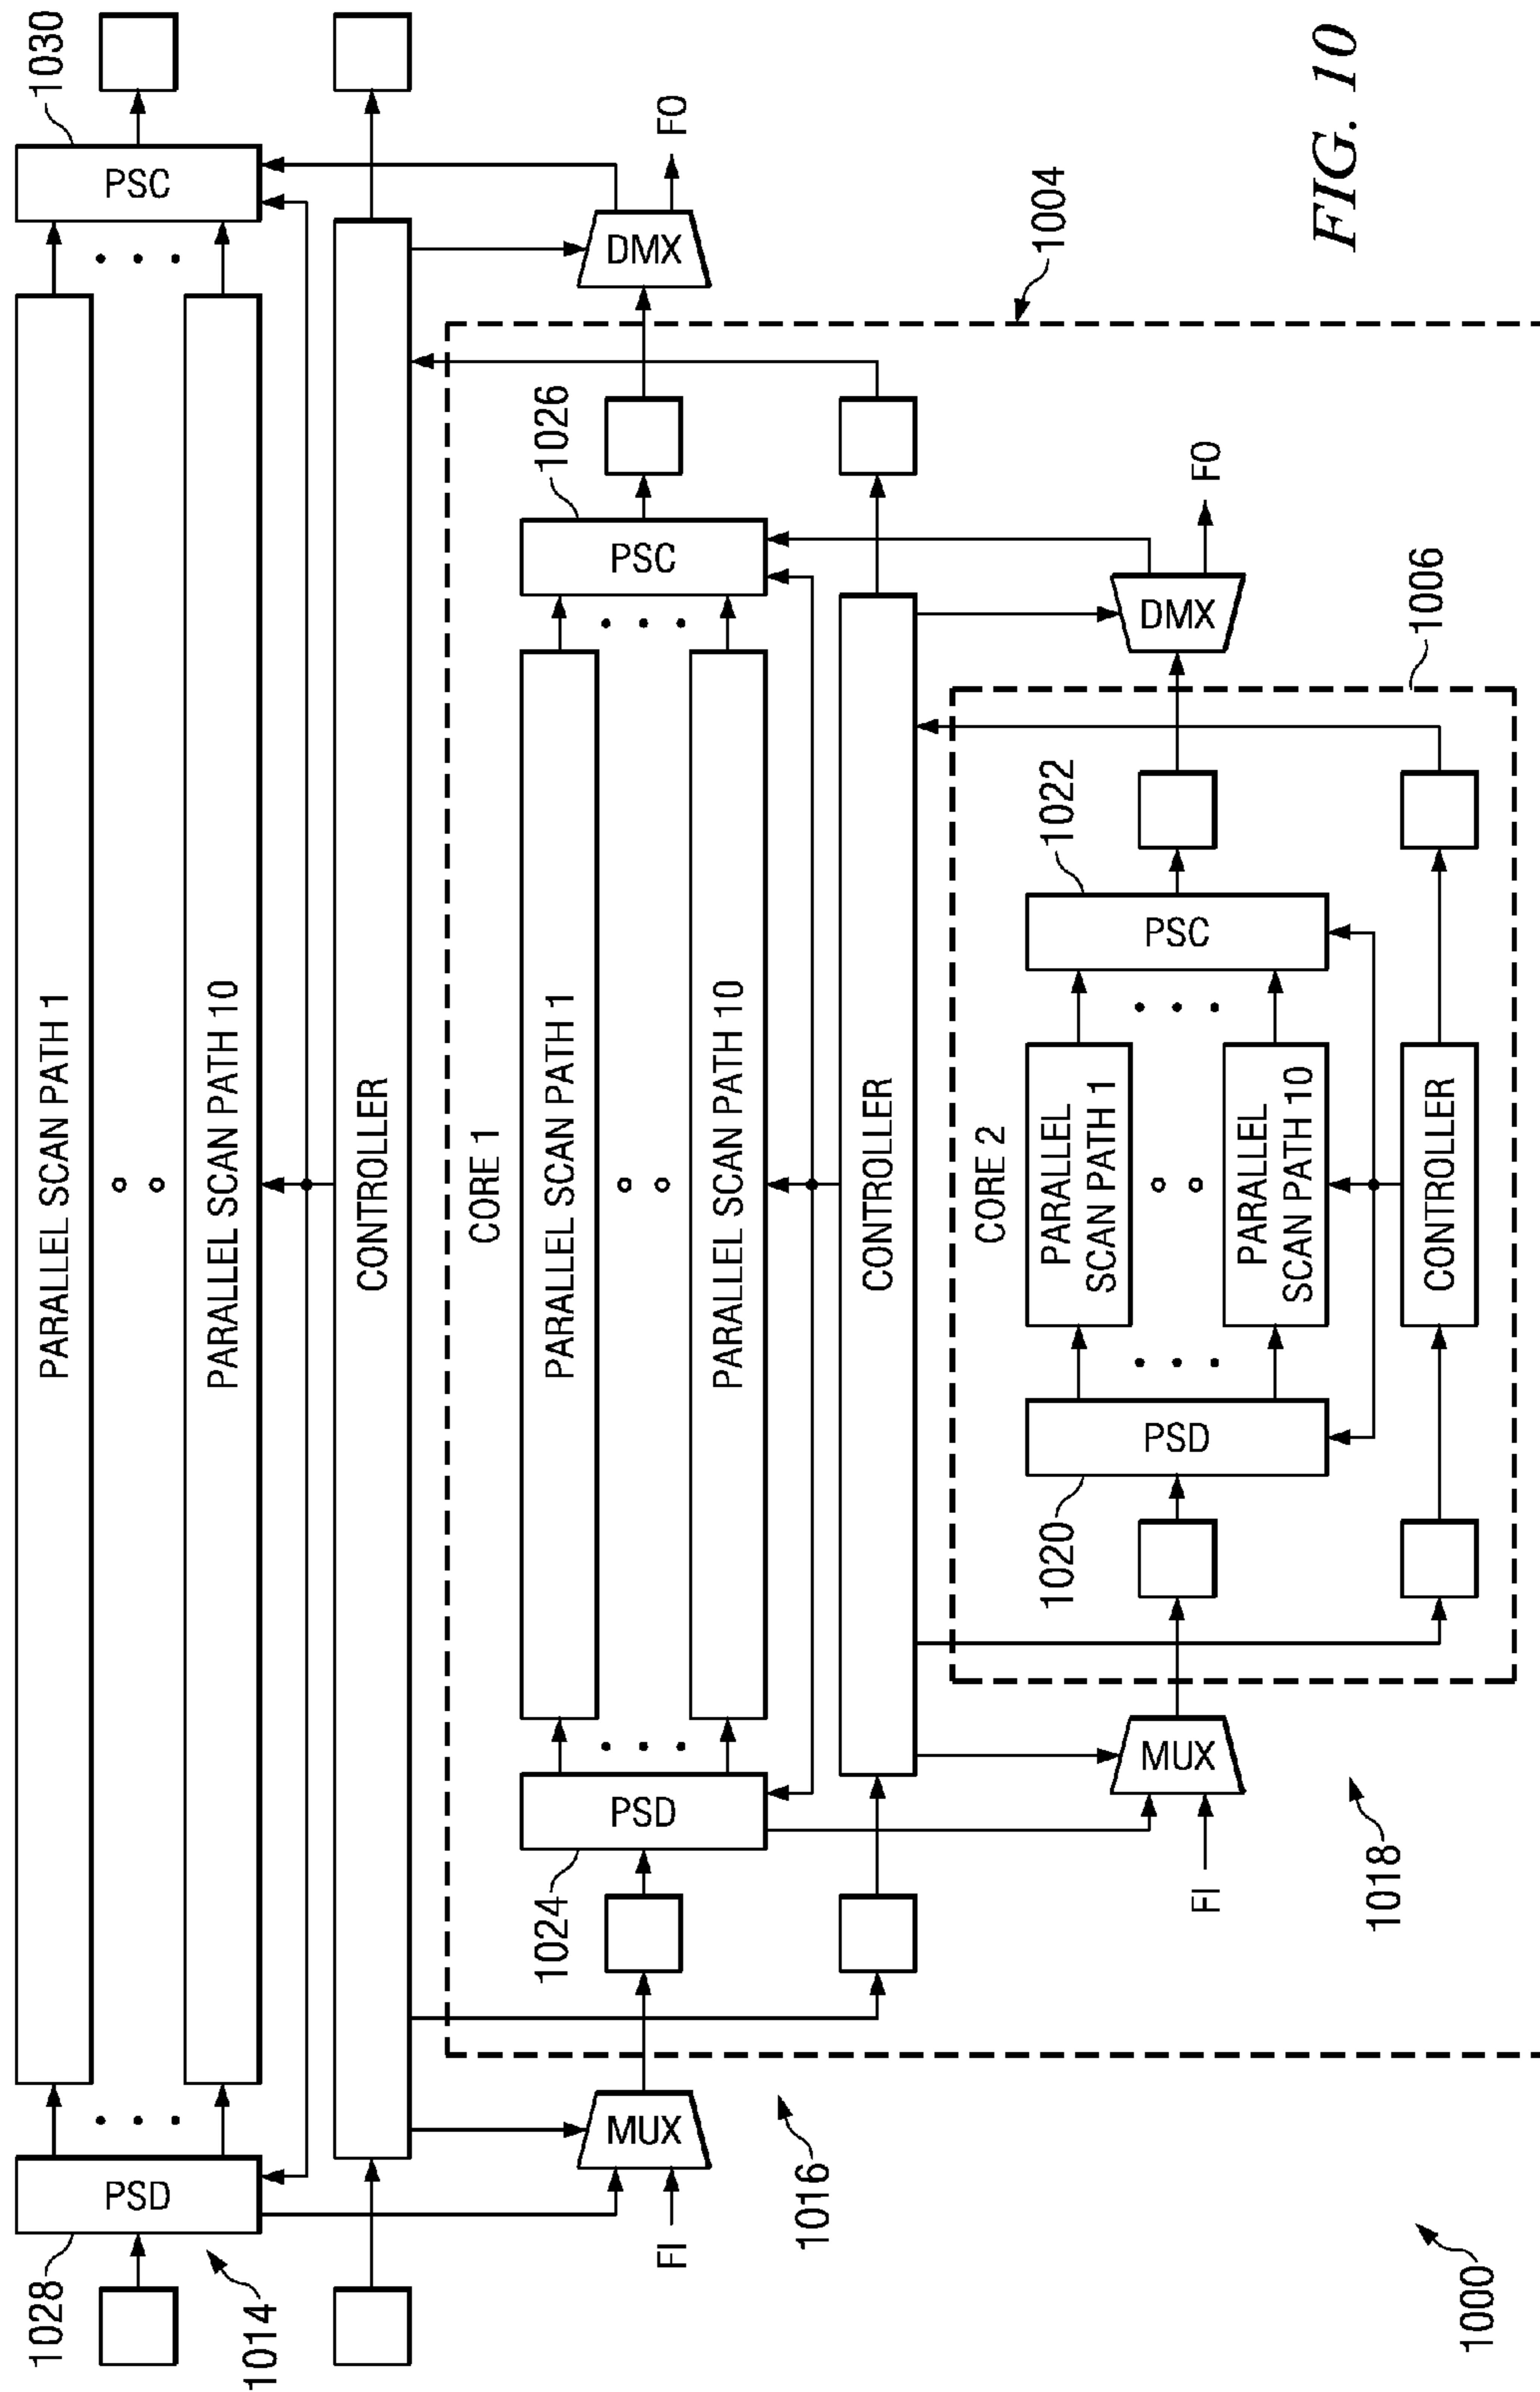 1028
PSD
1014
PARALLEL SCAN PATH 1
PARALLEL SCAN PATH 10
PSC
1030
CONTROLLER
FI
MUX
1016
DMX
FO
CORE 1
1004
1024
PSD
PARALLEL SCAN PATH 1
PARALLEL SCAN PATH 10
PSC
1026
CONTROLLER
FI
MUX
1018
DMX
FO
CORE 2
1006
1020
PSD
PARALLEL
SCAN PATH 1
PARALLEL
SCAN PATH 10
PSC
1022
CONTROLLER
1000
FIG. 10